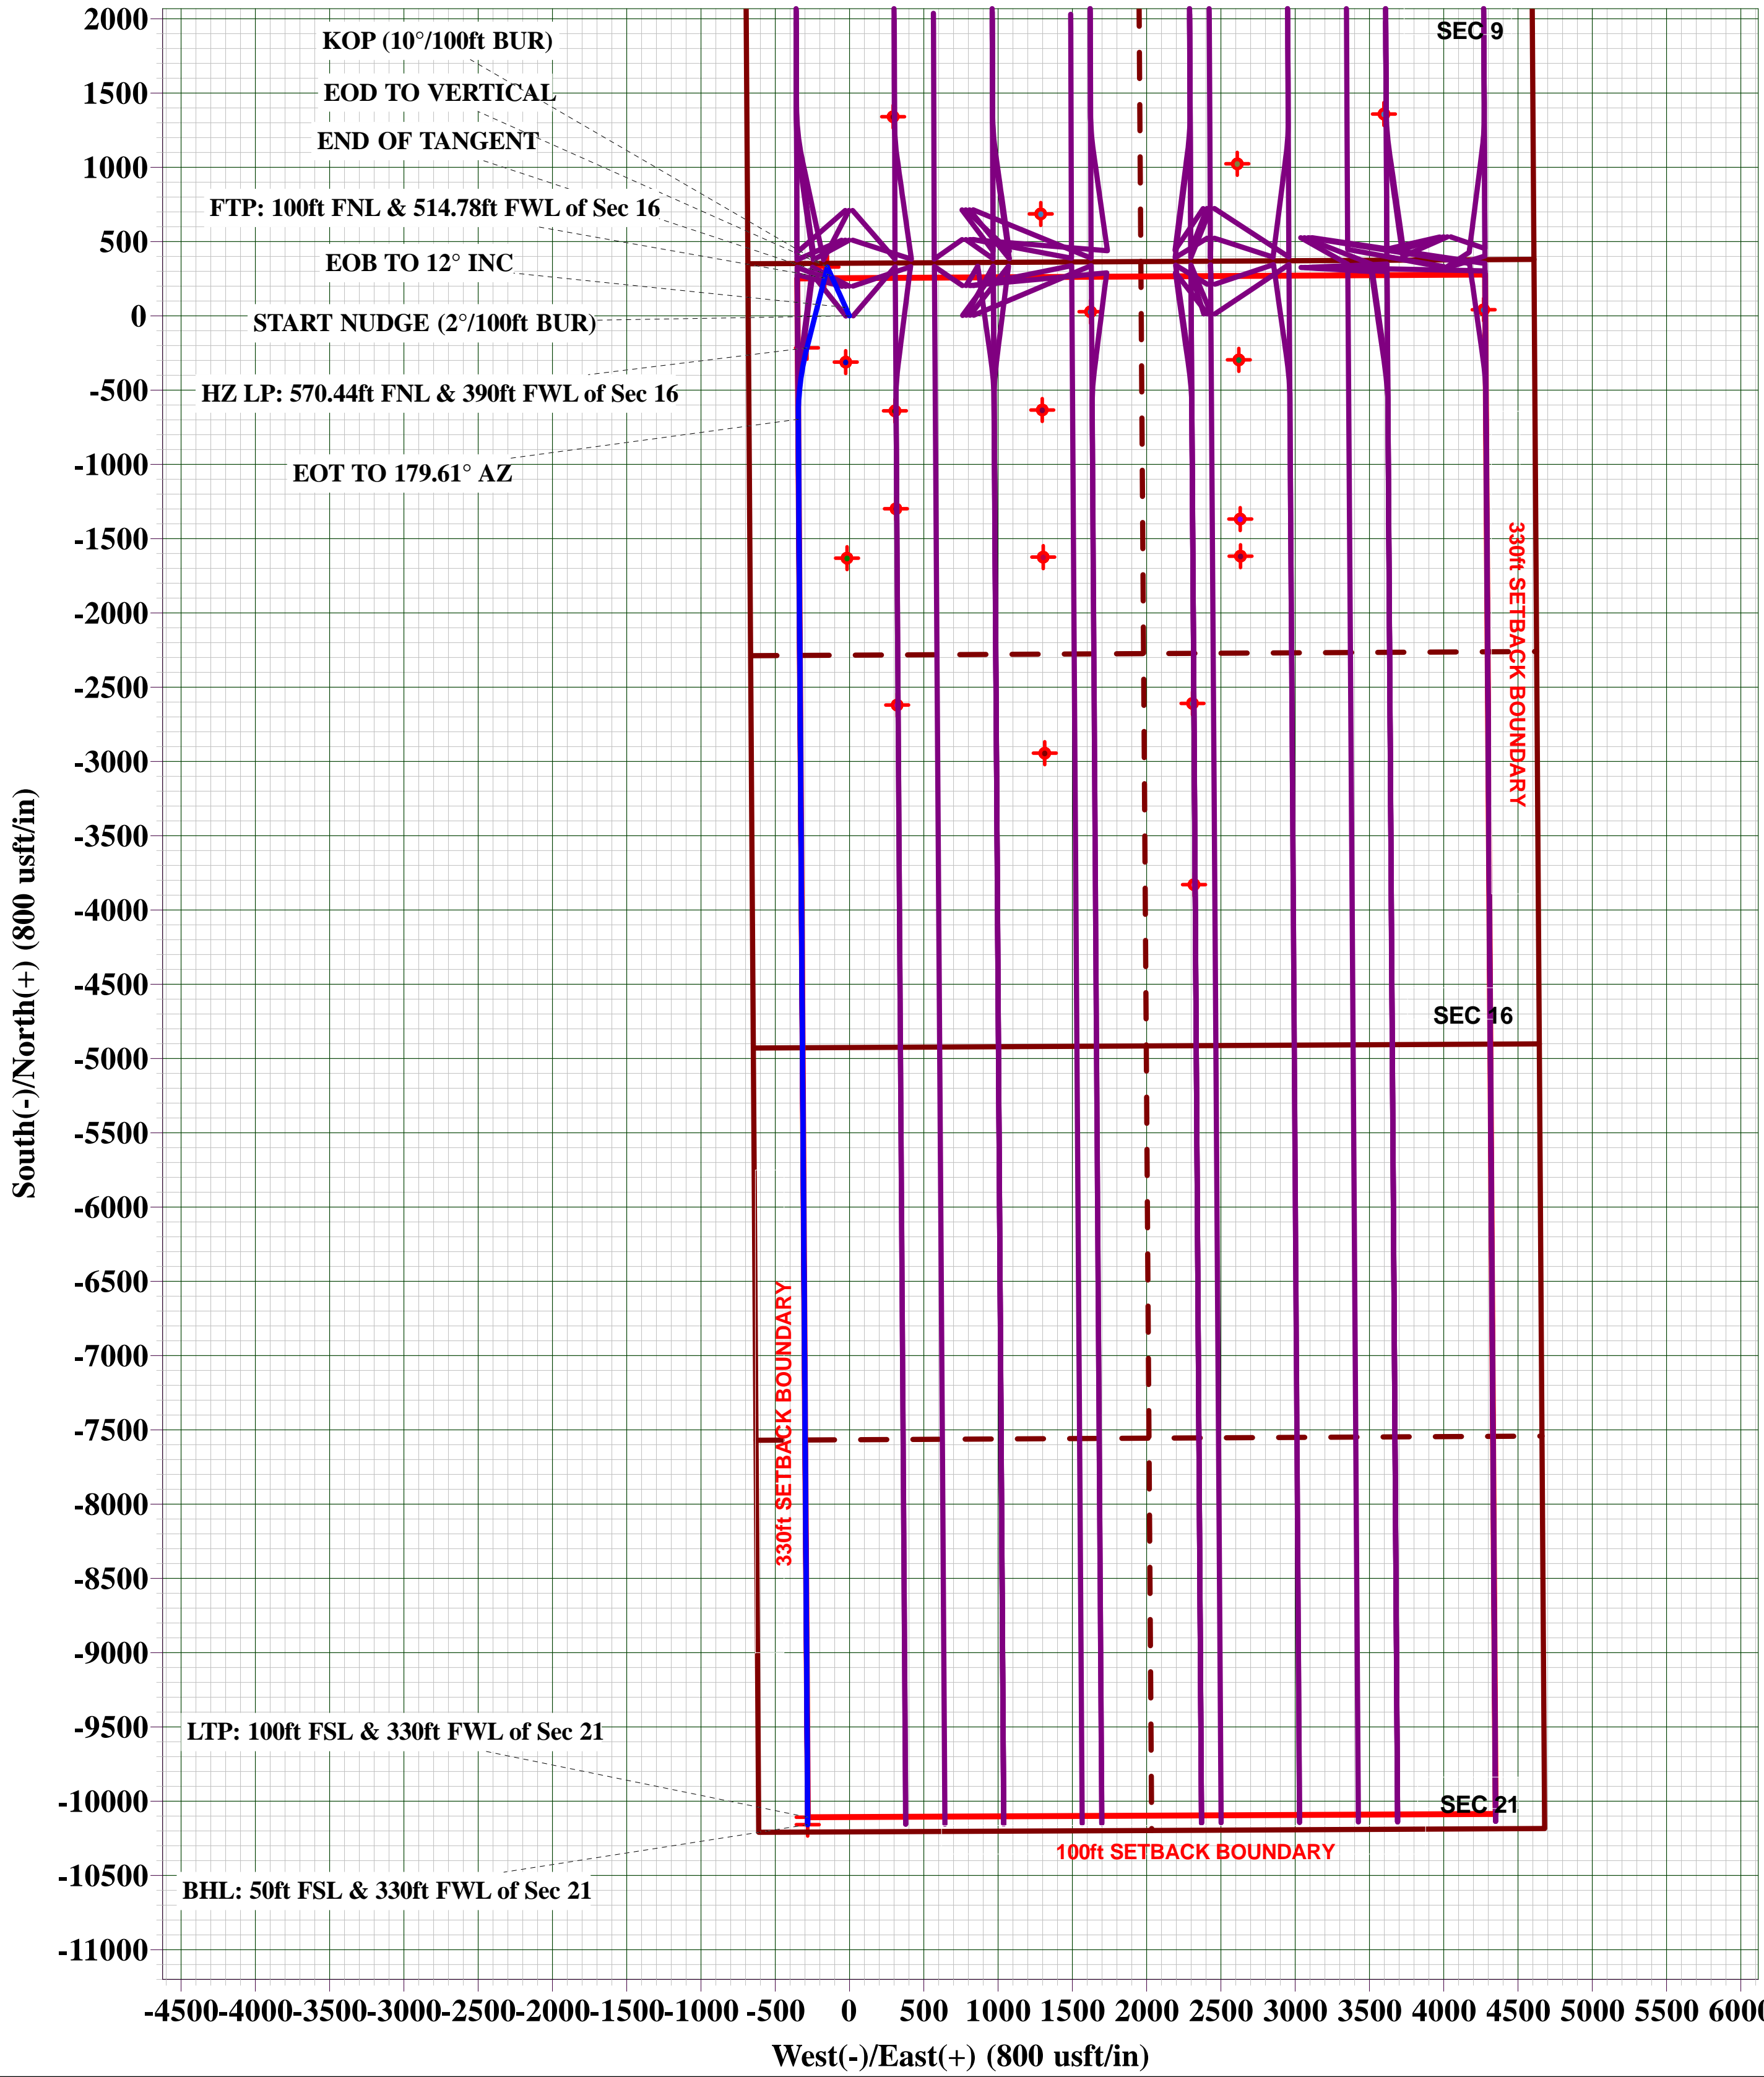 2000
1500
1000
500
0
-500
-1000
-1500
-2000
-2500
-3000
-3500
-4000
-4500
-5000
-5500
-6000
-6500
-7000
-7500
-8000
-8500
-9000
-9500
-10000
-10500
-11000
South(-)/North(+) (800 usft/in)
KOP (10°/100ft BUR)
EOD TO VERTICAL
END OF TANGENT
FTP: 100ft FNL & 514.78ft FWL of Sec 16
EOB TO 12° INC
START NUDGE (2°/100ft BUR)
HZ LP: 570.44ft FNL & 390ft FWL of Sec 16
EOT TO 179.61° AZ
SEC 9
330ft SETBACK BOUNDARY
SEC 16
330ft SETBACK BOUNDARY
LTP: 100ft FSL & 330ft FWL of Sec 21
SEC 21
100ft SETBACK BOUNDARY
BHL: 50ft FSL & 330ft FWL of Sec 21
-4500 -4000 -3500 -3000 -2500 -2000 -1500 -1000 -500 0 500 1000 1500 2000 2500 3000 3500 4000 4500 5000 5500
West(-)/East(+) (800 usft/in)